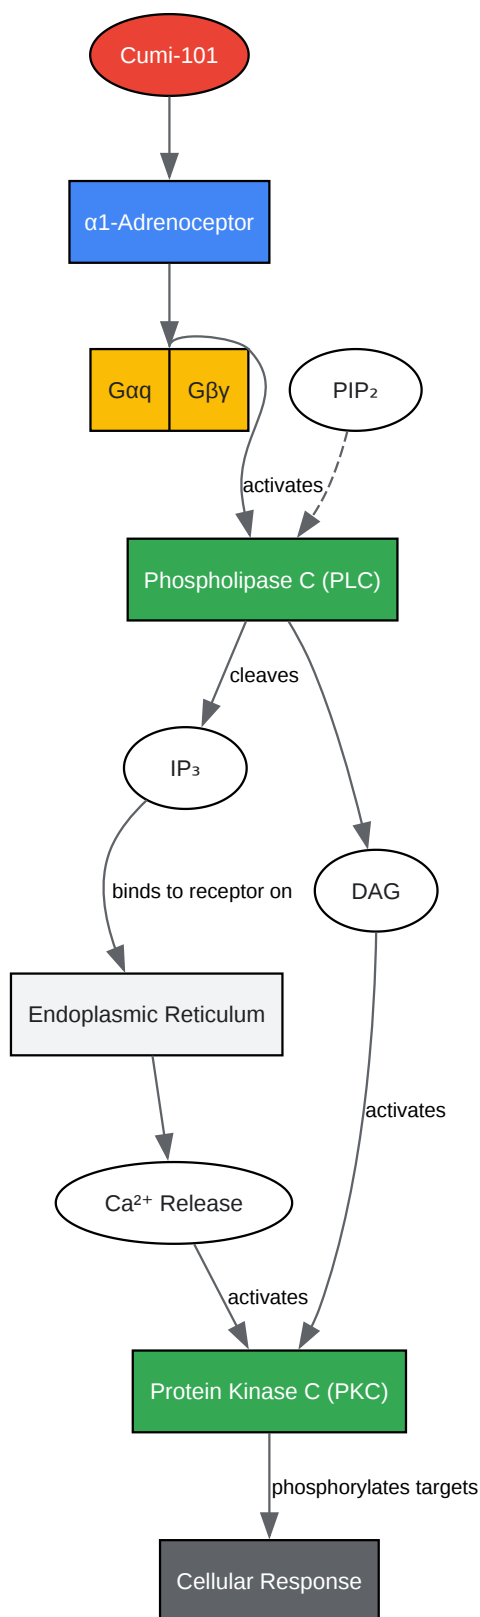 Cumi-101
α1-Adrenoceptor
Gαq
Gβγ
PIP₂
activates
Phospholipase C (PLC)
cleaves
IP₃
DAG
binds to receptor on
Endoplasmic Reticulum
activates
Ca²⁺ Release
activates
Protein Kinase C (PKC)
phosphorylates targets
Cellular Response